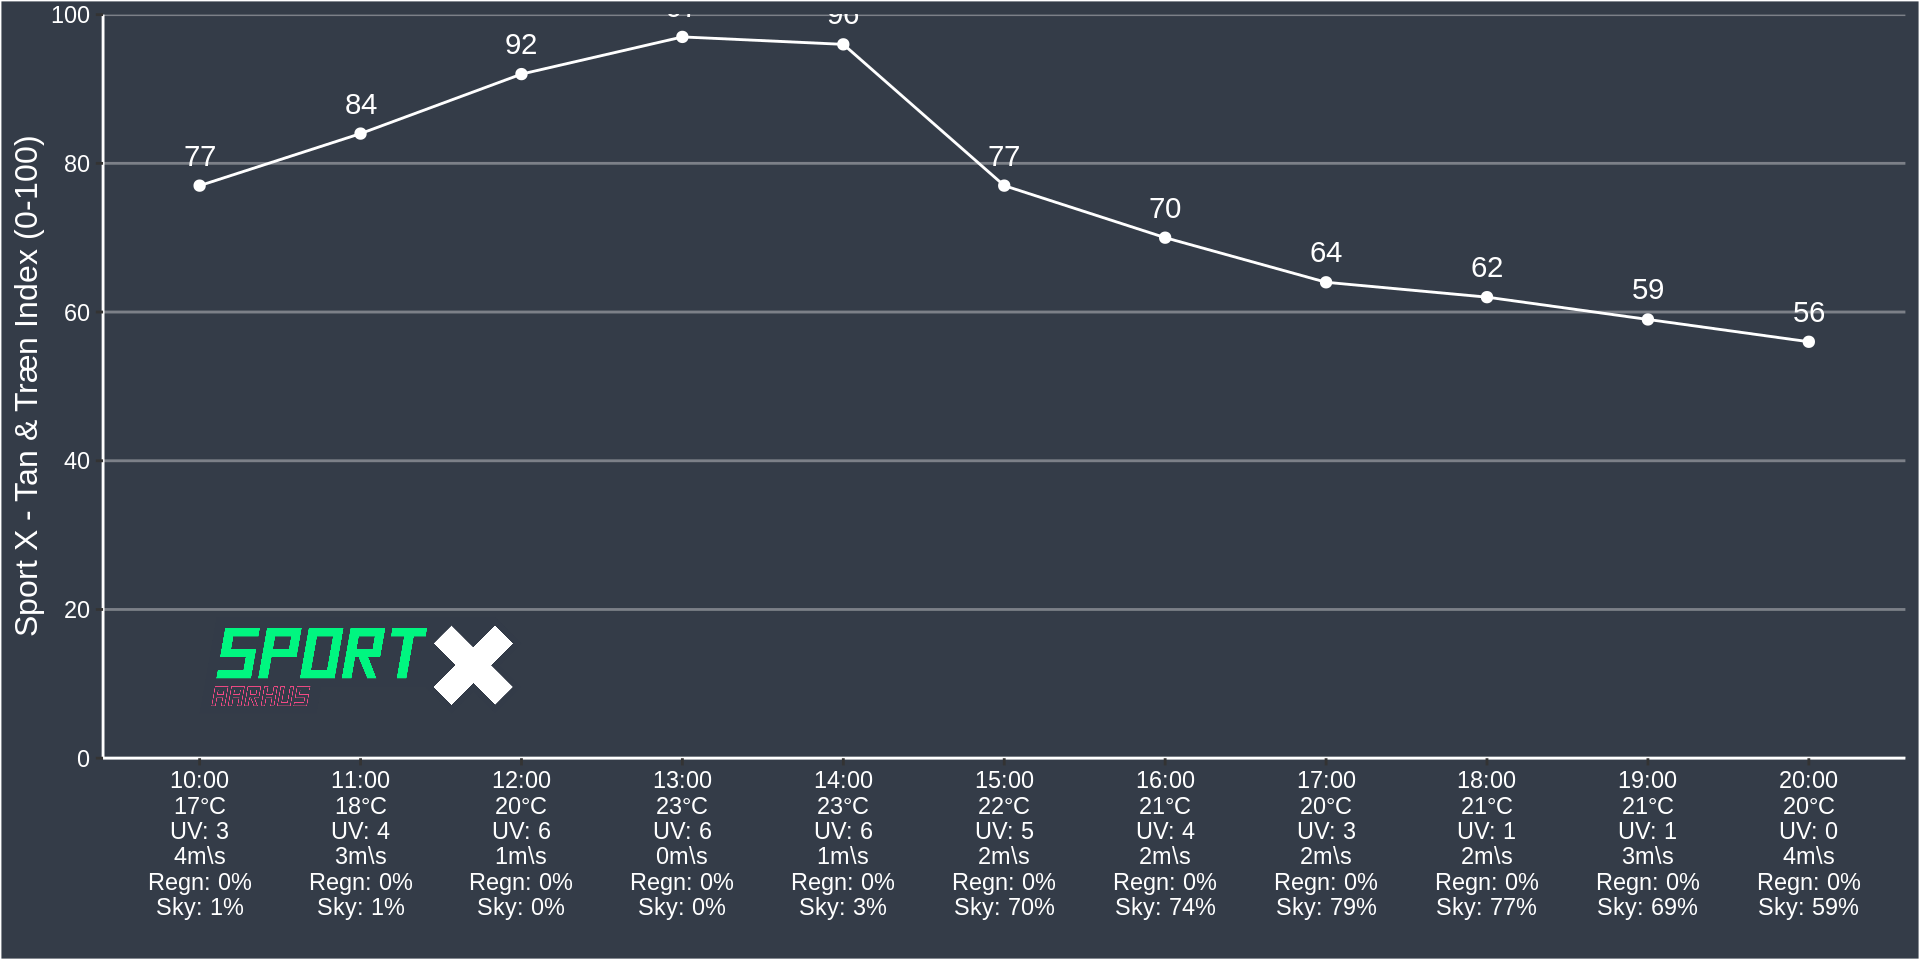 Sport X - Tan & Træn Index (0-100)
100
80
60
40
20
0
77
84
92
96
77
70
64
62
59
56
SPORT X
AARHUS
10:00 11:00 12:00 13:00 14:00 15:00 16:00 17:00 18:00 19:00 20:00
17°C 18°C 20°C 23°C 23°C 22°C 21°C 20°C 21°C 21°C 20°C
UV: 3 UV: 4 UV: 6 UV: 6 UV: 6 UV: 5 UV: 4 UV: 3 UV: 1 UV: 1 UV: 0
4m\s 3m\s 1m\s 0m\s 1m\s 2m\s 2m\s 2m\s 2m\s 3m\s 4m\s
Regn: 0% Regn: 0% Regn: 0% Regn: 0% Regn: 0% Regn: 0% Regn: 0% Regn: 0% Regn: 0% Regn: 0% Regn: 0%
Sky: 1% Sky: 1% Sky: 0% Sky: 0% Sky: 3% Sky: 70% Sky: 74% Sky: 79% Sky: 77% Sky: 69% Sky: 59%